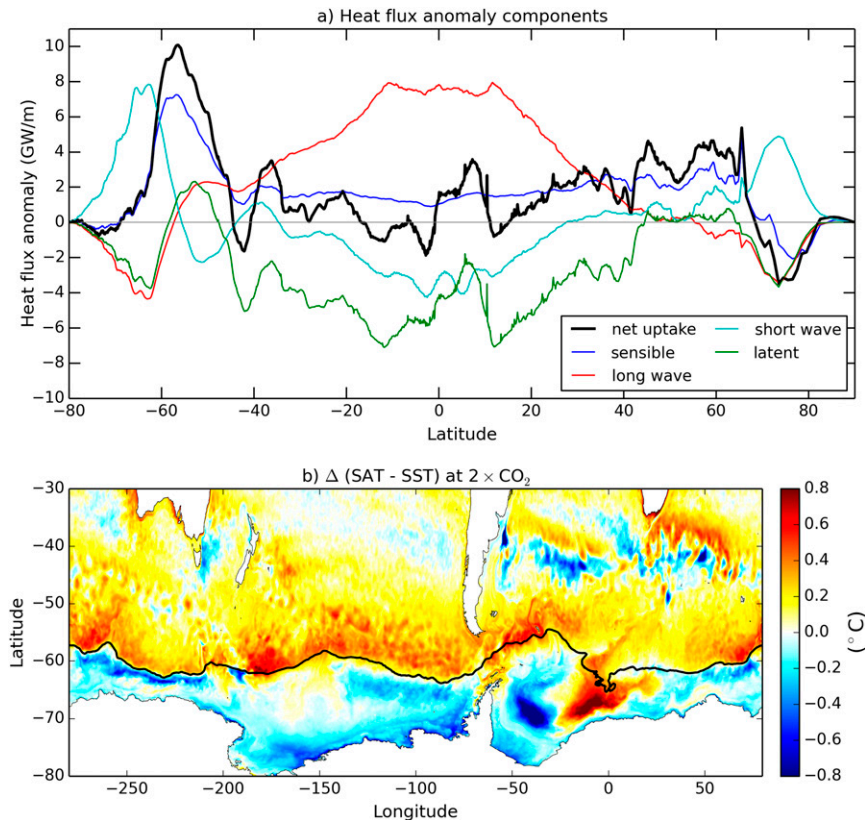 a) Heat flux anomaly components
Heat flux anomaly (GW/m)
10
8
6
4
2
0
−2
−4
−6
−8
−10
net uptake
sensible
long wave
short wave
latent
−80 −60 −40 −20 0 20 40 60 80
Latitude
b) Δ (SAT - SST) at 2 × CO₂
Latitude
−30
−40
−50
−60
−70
−80
−250 −200 −150 −100 −50 0 50
Longitude
0.8
0.6
0.4
0.2
0.0
−0.2
−0.4
−0.6
−0.8
(°C)